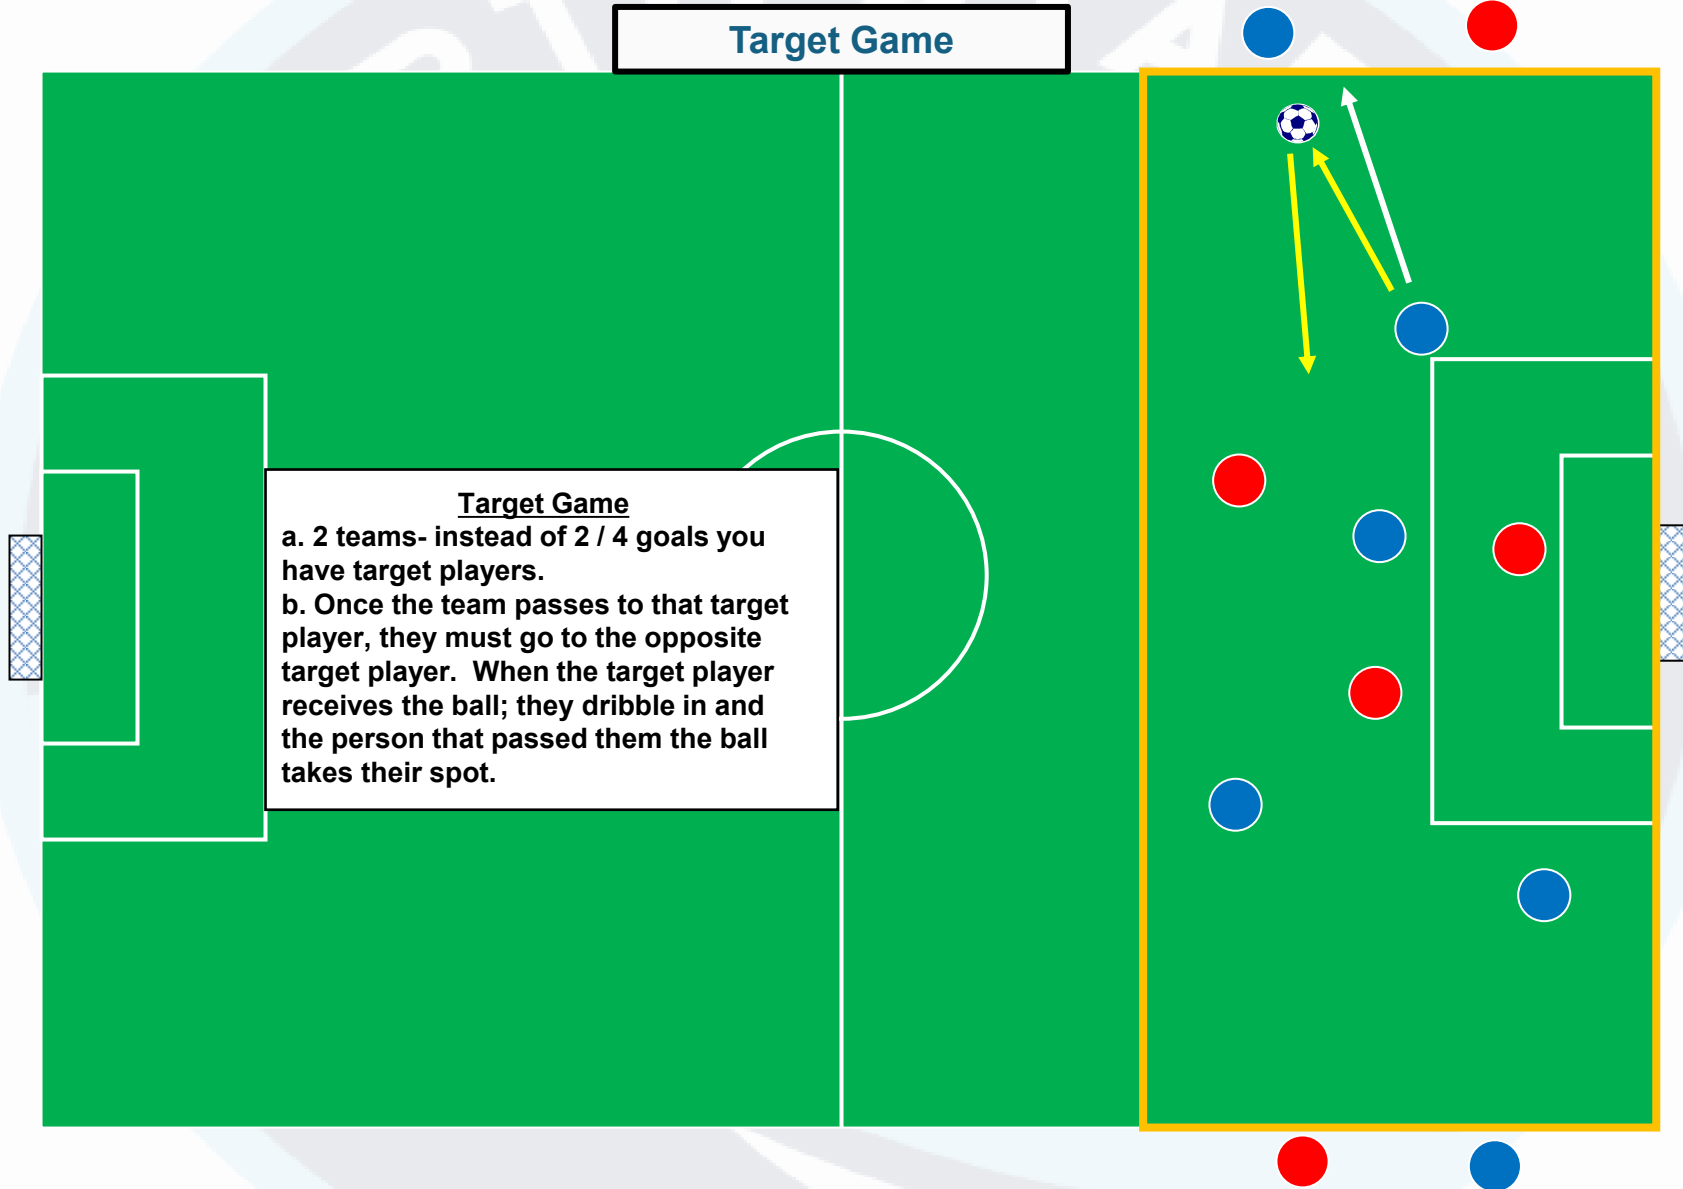 Target Game
Target Game
a. 2 teams- instead of 2 / 4 goals you
have target players.
b. Once the team passes to that target
player, they must go to the opposite
target player.  When the target player
receives the ball; they dribble in and
the person that passed them the ball
takes their spot.